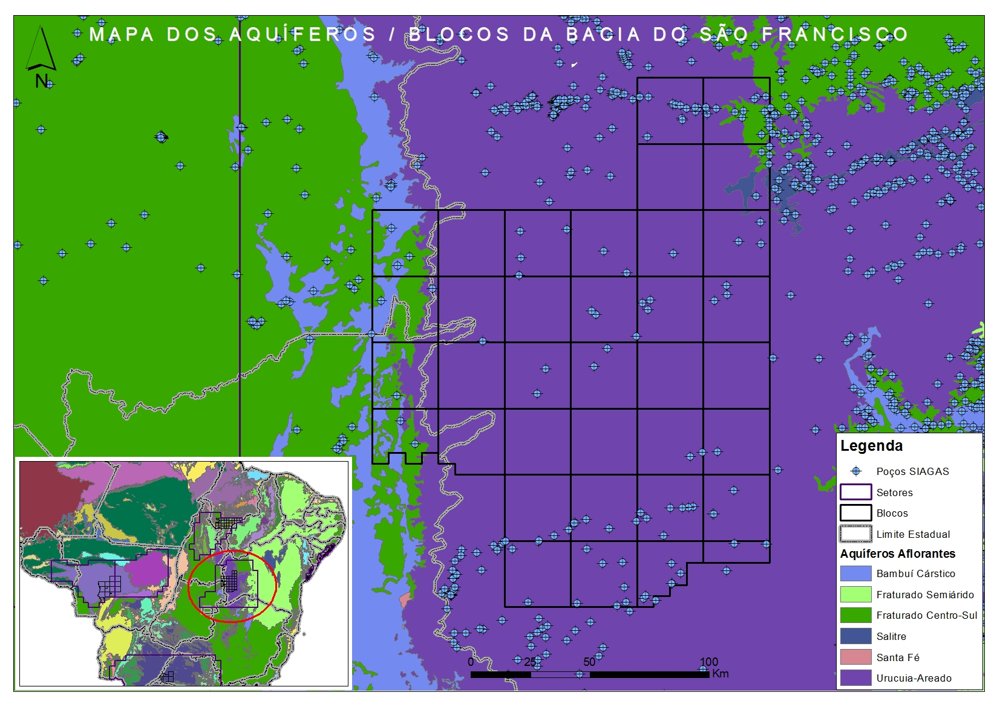 MAPA DOS AQUÍFEROS / BLOCOS DA BACIA DO SÃO FRANCISCO
N
Legenda
Poços SIAGAS
Setores
Blocos
Limite Estadual
Aquíferos Aflorantes
Bambuí Cárstico
Fraturado Semiárido
Fraturado Centro-Sul
Salitre
Santa Fé
Urucuia-Areado
0 25 50 100
Km